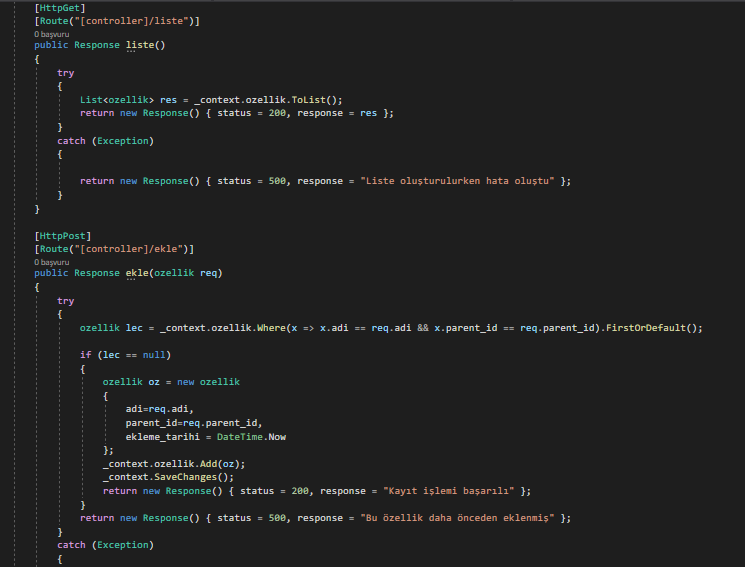 [HttpGet]
[Route("[controller]/liste")]
0 başvuru
public Response liste()
{
try
{
List<ozellik> res = _context.ozellik.ToList();
return new Response() { status = 200, response = res };
}
catch (Exception)
{
return new Response() { status = 500, response = "Liste oluşturulurken hata oluştu" };
}
}
[HttpPost]
[Route("[controller]/ekle")]
0 başvuru
public Response ekle(ozellik req)
{
try
{
ozellik lec = _context.ozellik.Where(x => x.adi == req.adi && x.parent_id == req.parent_id).FirstOrDefault();
if (lec == null)
{
ozellik oz = new ozellik
{
adi=req.adi,
parent_id=req.parent_id,
ekleme_tarihi = DateTime.Now
};
_context.ozellik.Add(oz);
_context.SaveChanges();
return new Response() { status = 200, response = "Kayıt işlemi başarılı" };
}
return new Response() { status = 500, response = "Bu özellik daha önceden eklenmiş" };
}
catch (Exception)
{